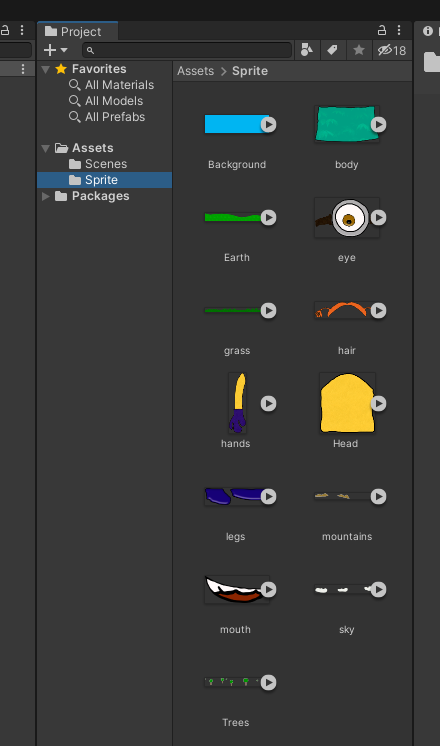 Project
18
Favorites
All Materials
All Models
All Prefabs
Assets
Scenes
Sprite
Packages
Assets > Sprite
Background
body
Earth
eye
grass
hair
hands
Head
legs
mountains
mouth
sky
Trees